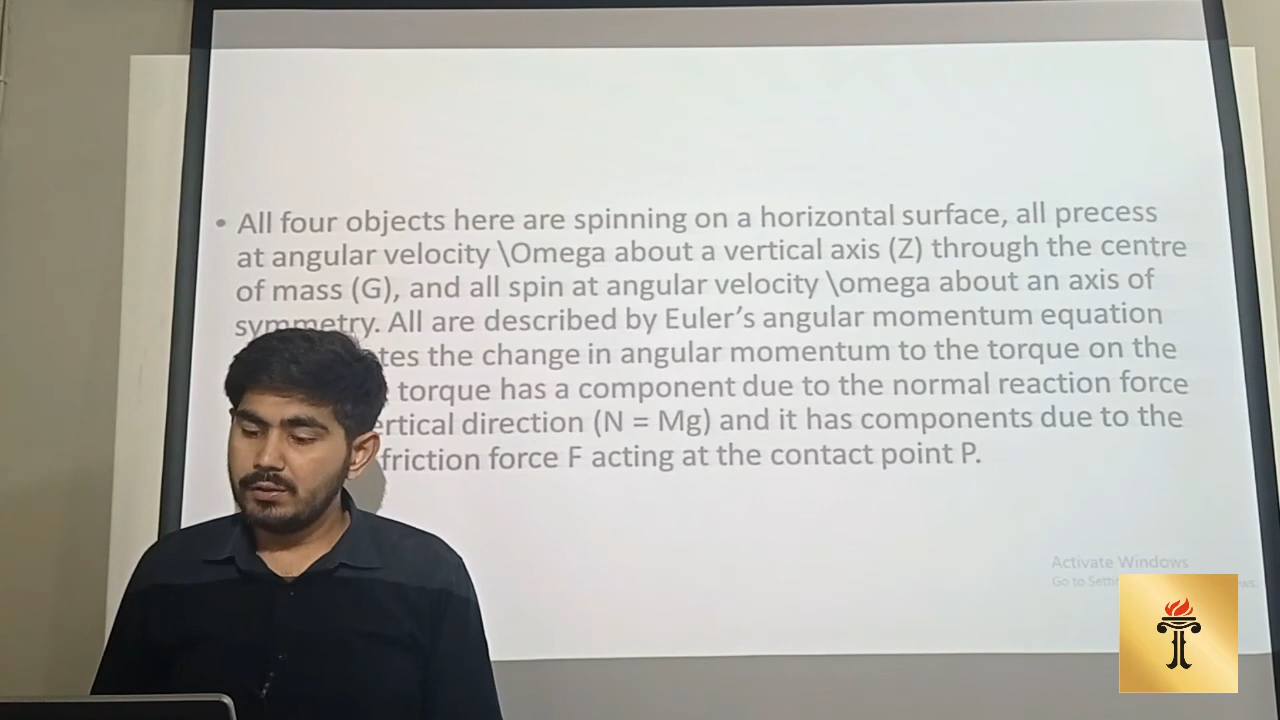 • All four objects here are spinning on a horizontal surface, all precess
at angular velocity \Omega about a vertical axis (Z) through the centre
of mass (G), and all spin at angular velocity \omega about an axis of
symmetry. All are described by Euler's angular momentum equation
tes the change in angular momentum to the torque on the
torque has a component due to the normal reaction force
ertical direction (N = Mg) and it has components due to the
friction force F acting at the contact point P.
Activate Windows
Go to